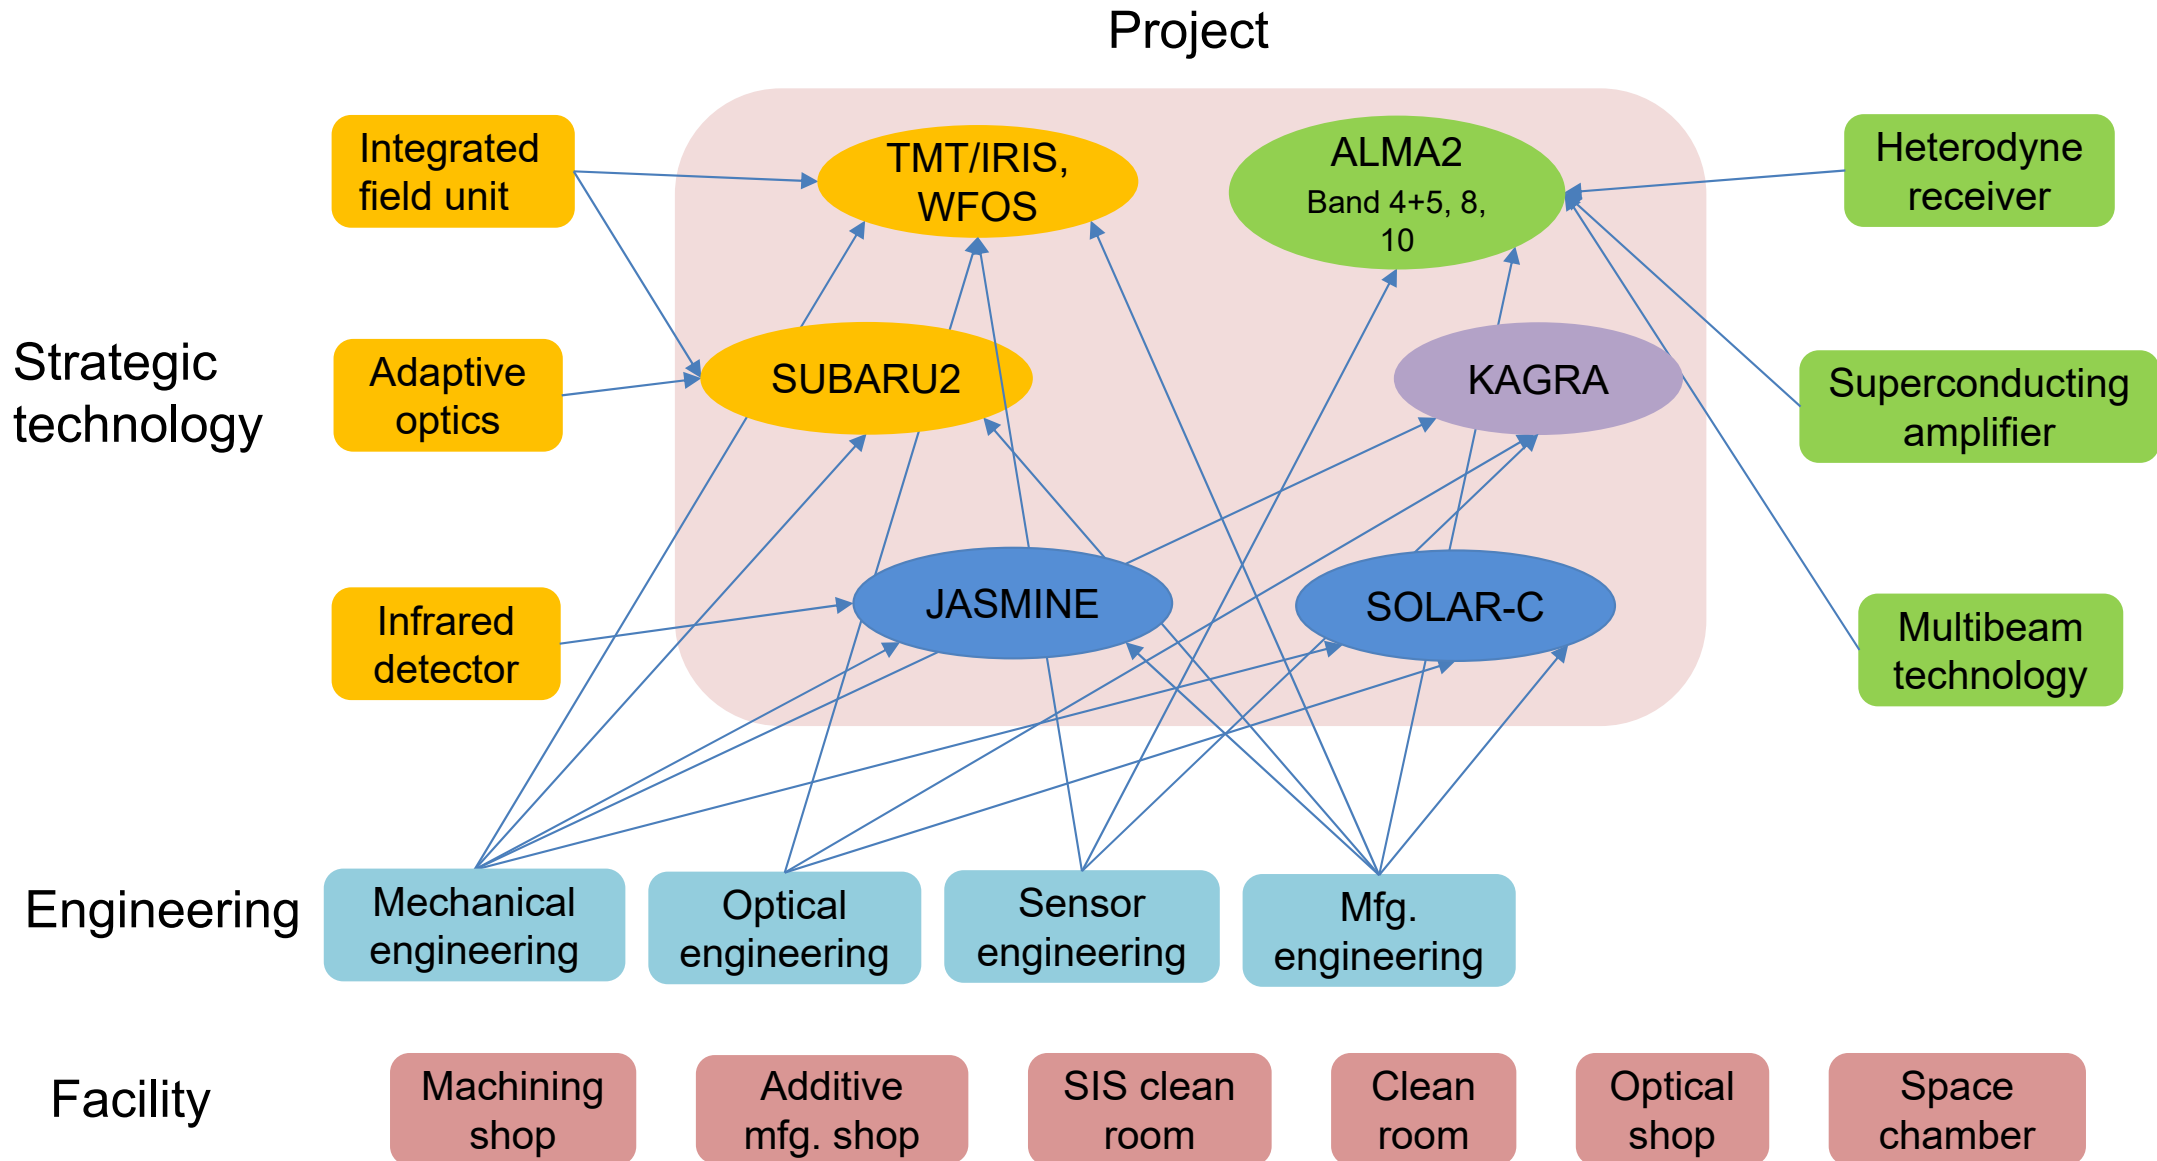 Project
Integrated
field unit
TMT/IRIS,
WFOS
ALMA2
Band 4+5, 8,
10
Heterodyne
receiver
Strategic
technology
Adaptive
optics
SUBARU2
KAGRA
Superconducting
amplifier
Infrared
detector
JASMINE
SOLAR-C
Multibeam
technology
Engineering
Mechanical
engineering
Optical
engineering
Sensor
engineering
Mfg.
engineering
Facility
Machining
shop
Additive
mfg. shop
SIS clean
room
Clean
room
Optical
shop
Space
chamber